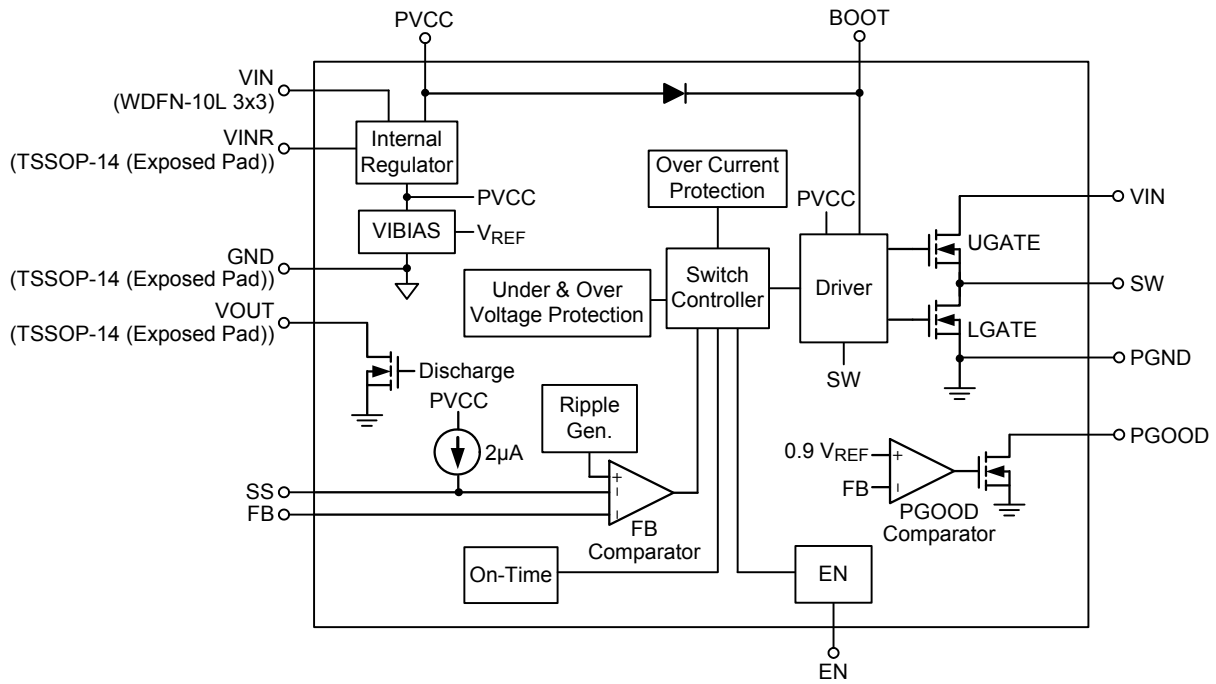 PVCC
BOOT
VIN
(WDFN-10L 3x3)
VINR
(TSSOP-14 (Exposed Pad))
Internal
Regulator
Over Current
Protection
PVCC
PVCC
VIN
VIBIAS
VREF
UGATE
GND
(TSSOP-14 (Exposed Pad))
Under & Over
Voltage Protection
Switch
Controller
Driver
SW
VOUT
(TSSOP-14 (Exposed Pad))
LGATE
Discharge
SW
PGND
PVCC
2µA
Ripple
Gen.
0.9 VREF
+
FB
–
PGOOD
PGOOD
Comparator
SS
FB
+
–
–
FB
Comparator
On-Time
EN
EN